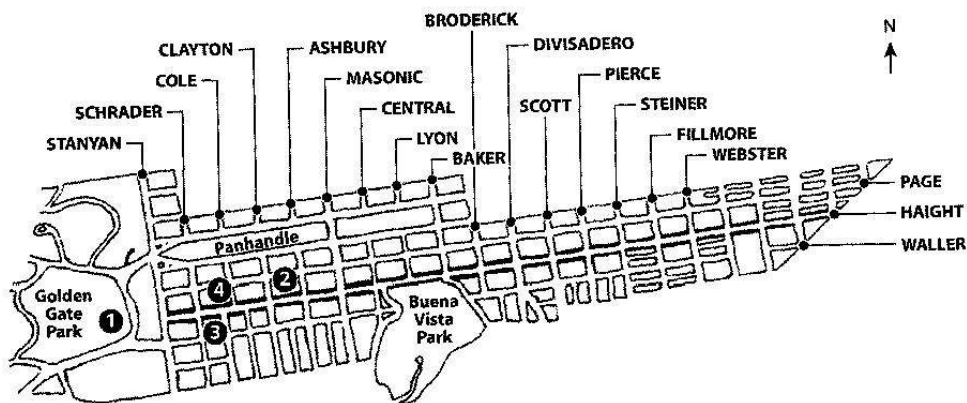 BRODERICK
N
CLAYTON
ASHBURY
DIVISADERO
COLE
MASONIC
PIERCE
SCHRADER
CENTRAL
SCOTT
STEINER
STANYAN
LYON
FILLMORE
BAKER
WEBSTER
PAGE
HAIGHT
WALLER
Panhandle
2
4
Golden
Gate
Park
1
3
Buena
Vista
Park